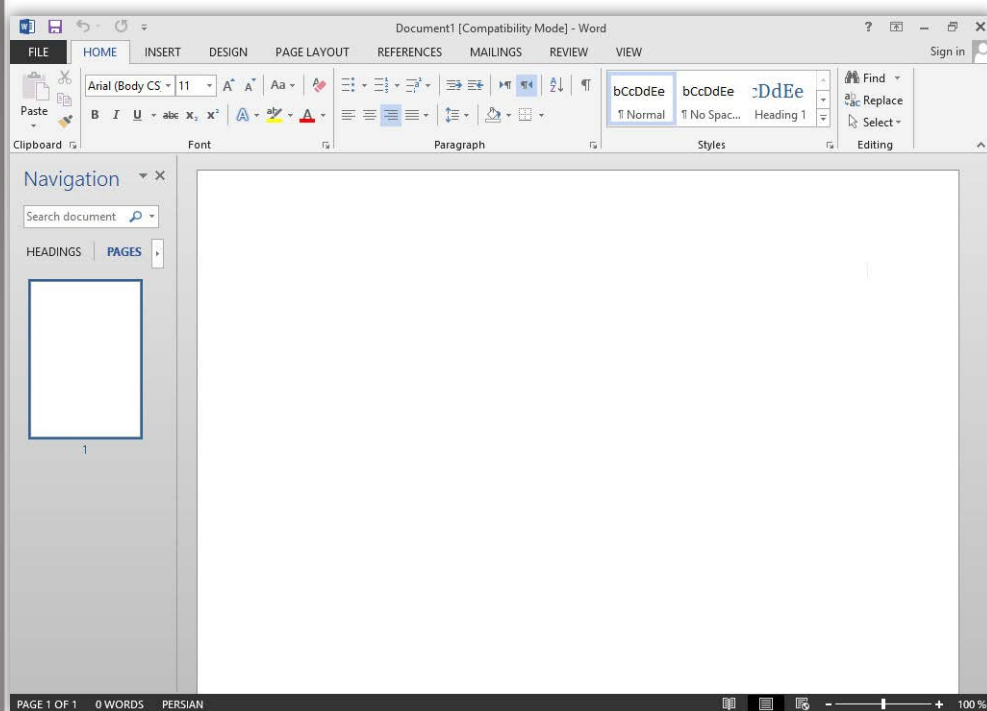 Document1 [Compatibility Mode] - Word
FILE HOME INSERT DESIGN PAGE LAYOUT REFERENCES MAILINGS REVIEW VIEW Sign in
Paste
Arial (Body CS 11 A A Aa
B I U abc X₂ X² A aby A
bCcDdEe bCcDdEe DdEe
¶ Normal ¶ No Spac... Heading 1
Find
Replace
Select
Clipboard Font Paragraph Styles Editing
Navigation
Search document
HEADINGS PAGES
1
PAGE 1 OF 1 0 WORDS PERSIAN 100 %